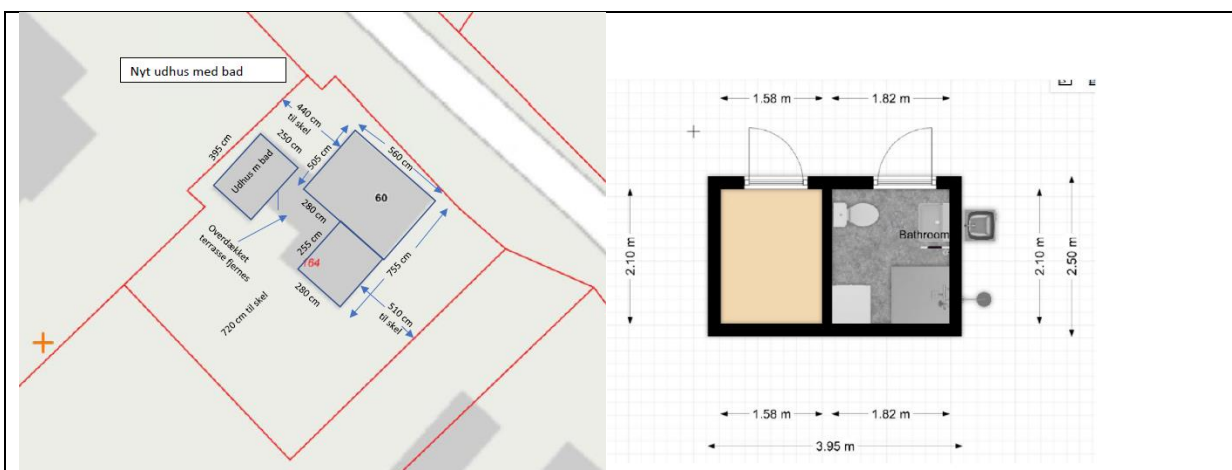 Nyt udhus med bad
440 cm
til skel
250 cm
395 cm
Udhus m bad
505 cm
560 cm
60
280 cm
Overdækket
terrasse fjernes
255 cm
164
755 cm
280 cm
510 cm
til skel
720 cm til skel
1.58 m
1.82 m
2.10 m
Bathroom
2.10 m
2.50 m
1.58 m
1.82 m
3.95 m